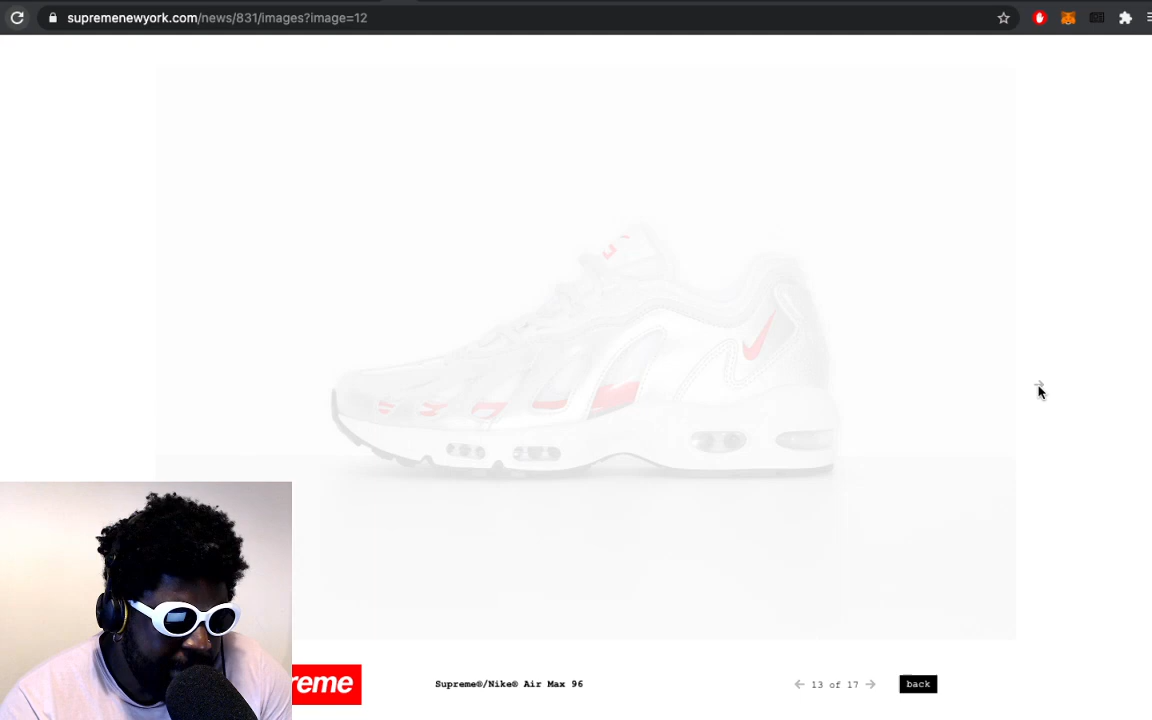 supremenewyork.com/news/831/images?image=12
reme
Supreme®/Nike® Air Max 96
13 of 17
back